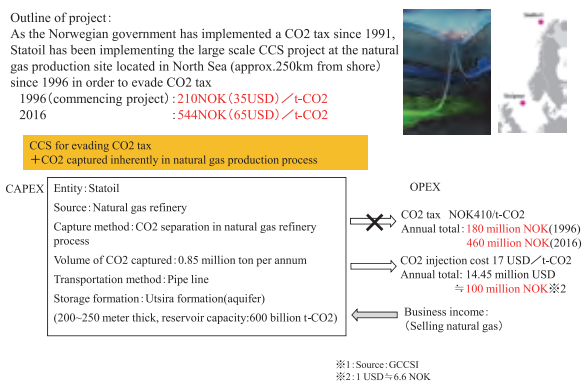 Outline of project:
As the Norwegian government has implemented a CO2 tax since 1991,
Statoil has been implementing the large scale CCS project at the natural
gas production site located in North Sea (approx.250km from shore)
since 1996 in order to evade CO2 tax
1996(commencing project):210NOK(35USD)／t-CO2
2016 :544NOK(65USD)／t-CO2
CCS for evading CO2 tax
＋CO2 captured inherently in natural gas production process
CAPEX
Entity: Statoil
Source: Natural gas refinery
Capture method: CO2 separation in natural gas refinery
process
Volume of CO2 captured: 0.85 million ton per annum
Transportation method: Pipe line
Storage formation: Utsira formation(aquifer)
(200~250 meter thick, reservoir capacity:600 billion t-CO2)
OPEX
CO2 tax NOK410/t-CO2
Annual total: 180 million NOK(1996)
460 million NOK(2016)
CO2 injection cost 17 USD／t-CO2
Annual total: 14.45 million USD
≒100 million NOK※2
Business income:
(Selling natural gas)
※1: Source: GCCSI
※2: 1 USD≒6.6 NOK